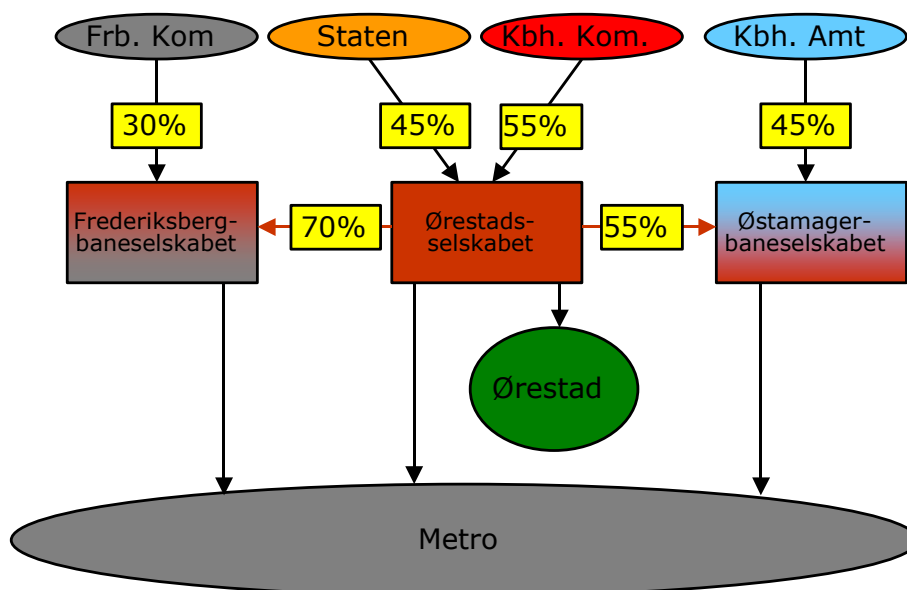 Frb. Kom
Staten
Kbh. Kom.
Kbh. Amt
30%
45%
55%
45%
Frederiksberg-
baneselskabet
70%
Ørestads-
selskabet
55%
Østamager-
baneselskabet
Ørestad
Metro